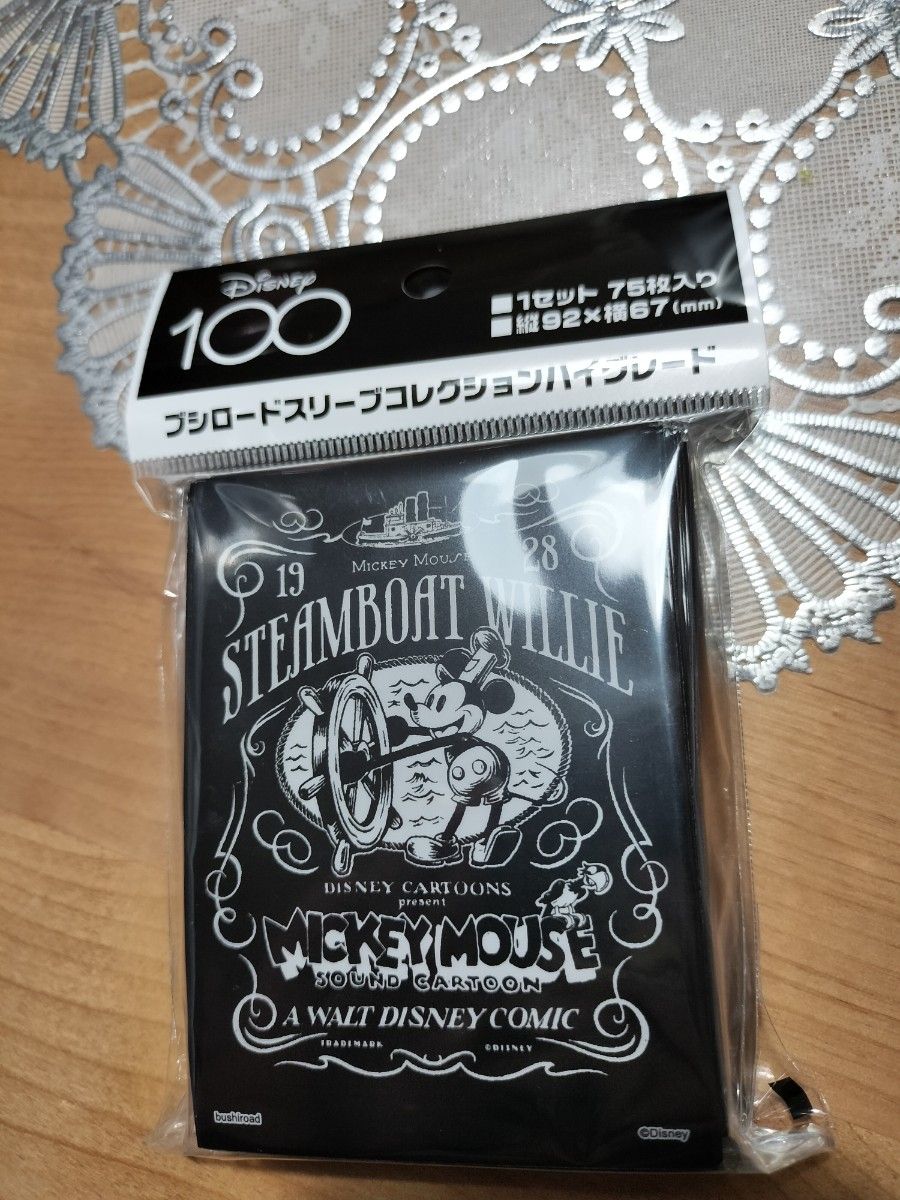 Disney
100
■1セット 75枚入り
■縦92×横67(mm)
ブシロードスリーブコレクションハイグレード
MICKEY MOUSE
19 28
STEAMBOAT WILLIE
DISNEY CARTOONS
present
MICKEY MOUSE
SOUND CARTOON
A WALT DISNEY COMIC
TRADEMARK ©DISNEY
bushiroad
©Disney